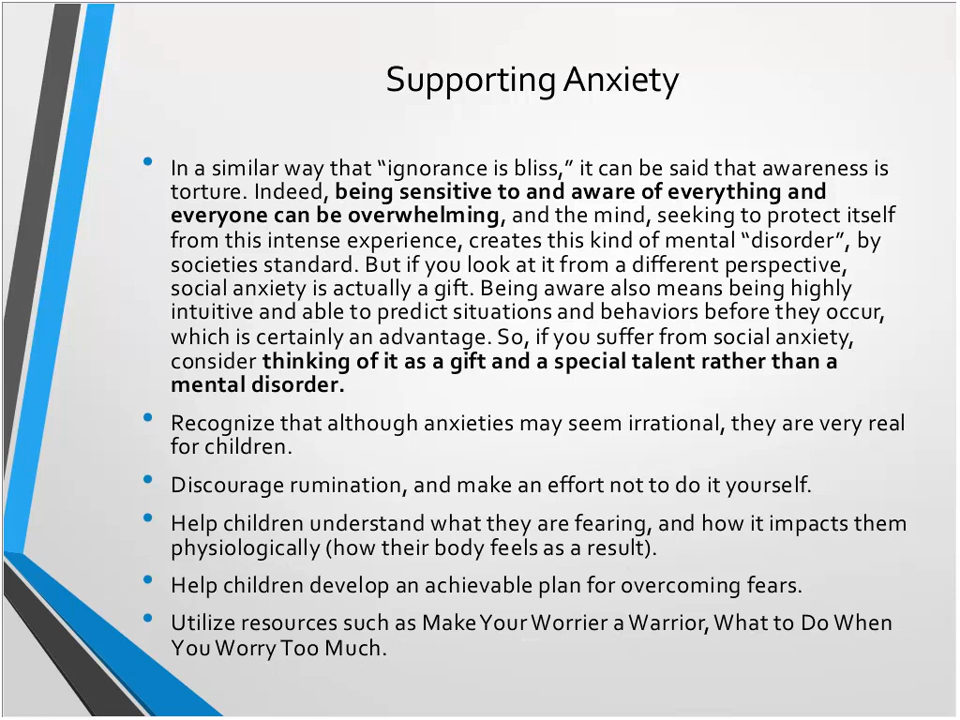 Supporting Anxiety
• In a similar way that “ignorance is bliss,” it can be said that awareness is
torture. Indeed, being sensitive to and aware of everything and
everyone can be overwhelming, and the mind, seeking to protect itself
from this intense experience, creates this kind of mental “disorder”, by
societies standard. But if you look at it from a different perspective,
social anxiety is actually a gift. Being aware also means being highly
intuitive and able to predict situations and behaviors before they occur,
which is certainly an advantage. So, if you suffer from social anxiety,
consider thinking of it as a gift and a special talent rather than a
mental disorder.
• Recognize that although anxieties may seem irrational, they are very real
for children.
• Discourage rumination, and make an effort not to do it yourself.
• Help children understand what they are fearing, and how it impacts them
physiologically (how their body feels as a result).
• Help children develop an achievable plan for overcoming fears.
• Utilize resources such as Make Your Worrier a Warrior, What to Do When
You Worry Too Much.